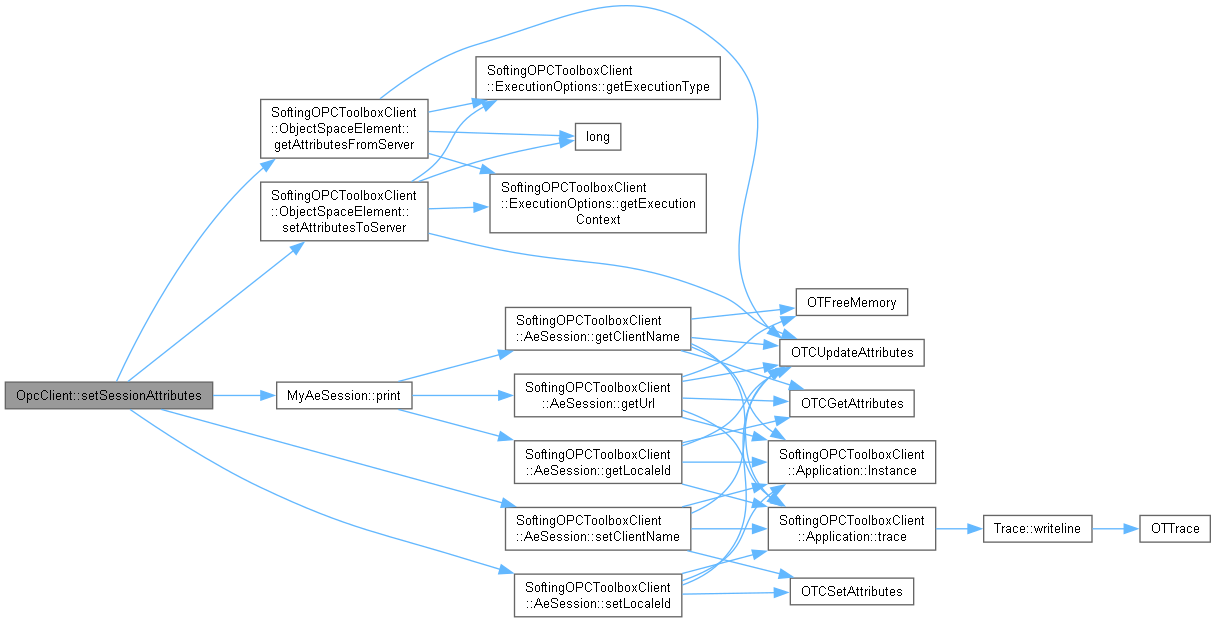 OpcClient::setSessionAttributes
SoftingOPCToolboxClient
::ObjectSpaceElement::
getAttributesFromServer
SoftingOPCToolboxClient
::ObjectSpaceElement::
setAttributesToServer
MyAeSession::print
SoftingOPCToolboxClient
::ExecutionOptions::getExecutionType
long
SoftingOPCToolboxClient
::ExecutionOptions::getExecution
Context
SoftingOPCToolboxClient
::AeSession::getClientName
SoftingOPCToolboxClient
::AeSession::getUrl
SoftingOPCToolboxClient
::AeSession::getLocaleId
SoftingOPCToolboxClient
::AeSession::setClientName
SoftingOPCToolboxClient
::AeSession::setLocaleId
OTFreeMemory
OTCUpdateAttributes
OTCGetAttributes
SoftingOPCToolboxClient
::Application::Instance
SoftingOPCToolboxClient
::Application::trace
OTCSetAttributes
Trace::writeline
OTTrace